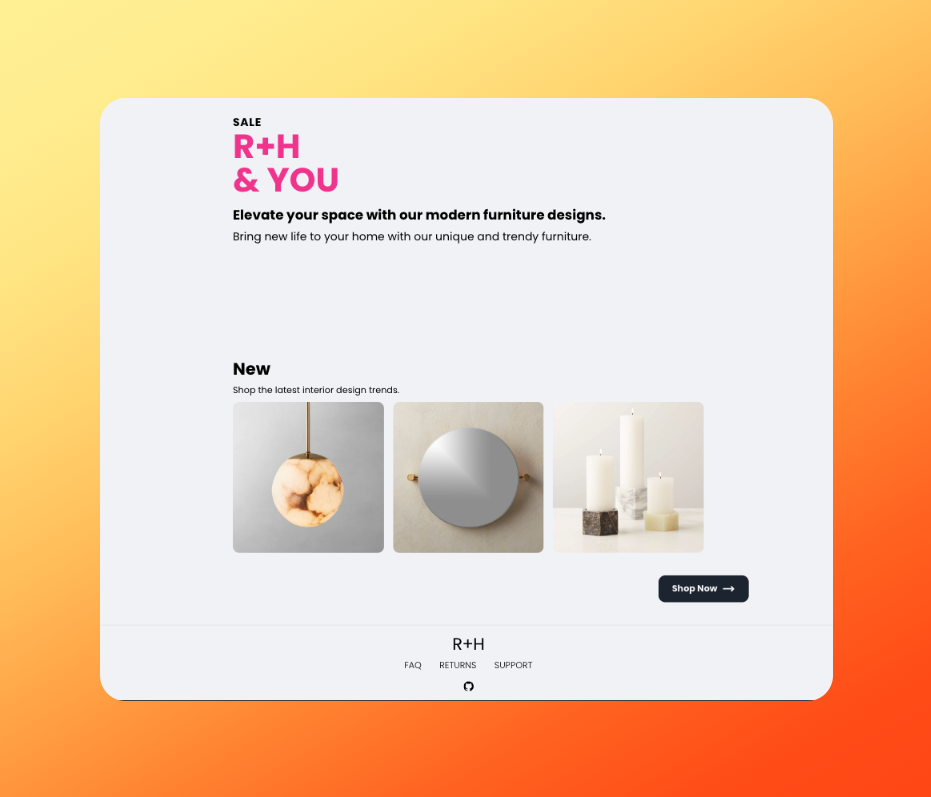 SALE
R+H
& YOU
Elevate your space with our modern furniture designs.
Bring new life to your home with our unique and trendy furniture.
New
Shop the latest interior design trends.
Shop Now
R+H
FAQ RETURNS SUPPORT